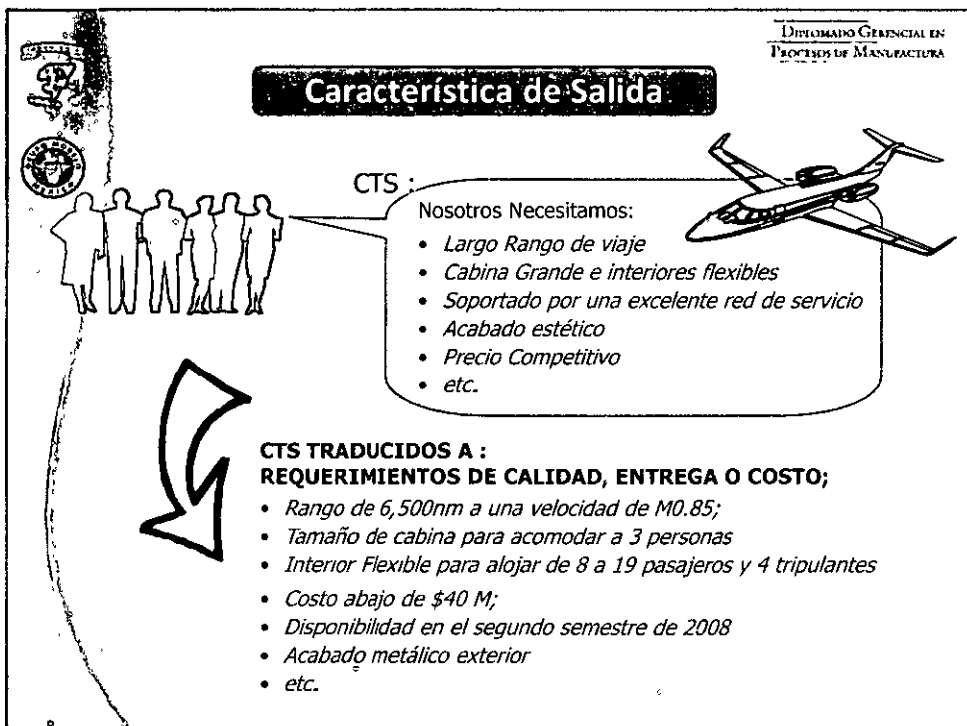 DIPLOMADO GERENCIAL EN
PROCESOS DE MANUFACTURA
Característica de Salida
GRUPO MODELO
MEXICO
CTS :
Nosotros Necesitamos:
• Largo Rango de viaje
• Cabina Grande e interiores flexibles
• Soportado por una excelente red de servicio
• Acabado estético
• Precio Competitivo
• etc.
CTS TRADUCIDOS A :
REQUERIMIENTOS DE CALIDAD, ENTREGA O COSTO;
• Rango de 6,500nm a una velocidad de M0.85;
• Tamaño de cabina para acomodar a 3 personas
• Interior Flexible para alojar de 8 a 19 pasajeros y 4 tripulantes
• Costo abajo de $40 M;
• Disponibilidad en el segundo semestre de 2008
• Acabado metálico exterior
• etc.